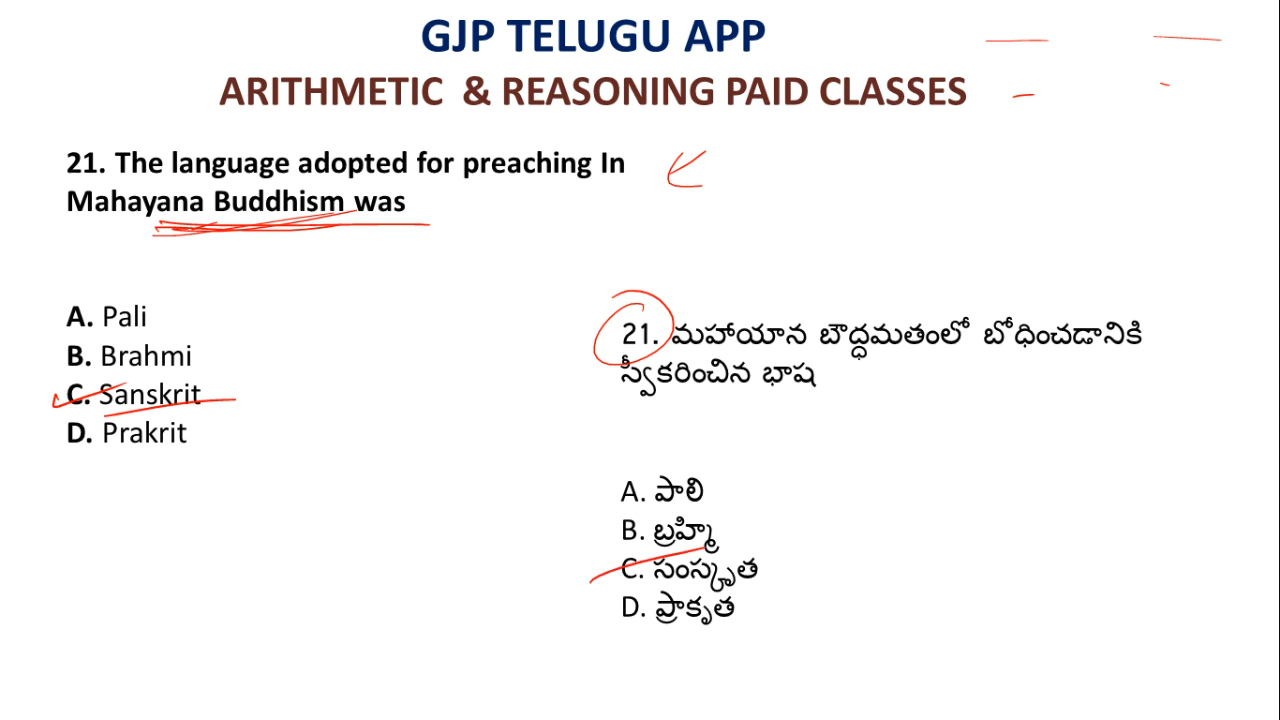 GJP TELUGU APP
ARITHMETIC & REASONING PAID CLASSES
21. The language adopted for preaching In
Mahayana Buddhism was
A. Pali
B. Brahmi
C. Sanskrit
D. Prakrit
21. మహాయాన బౌద్ధమతంలో బోధించడానికి
స్వీకరించిన భాష
A. పాలి
B. బ్రహ్మి
C. సంస్కృత
D. ప్రాకృత